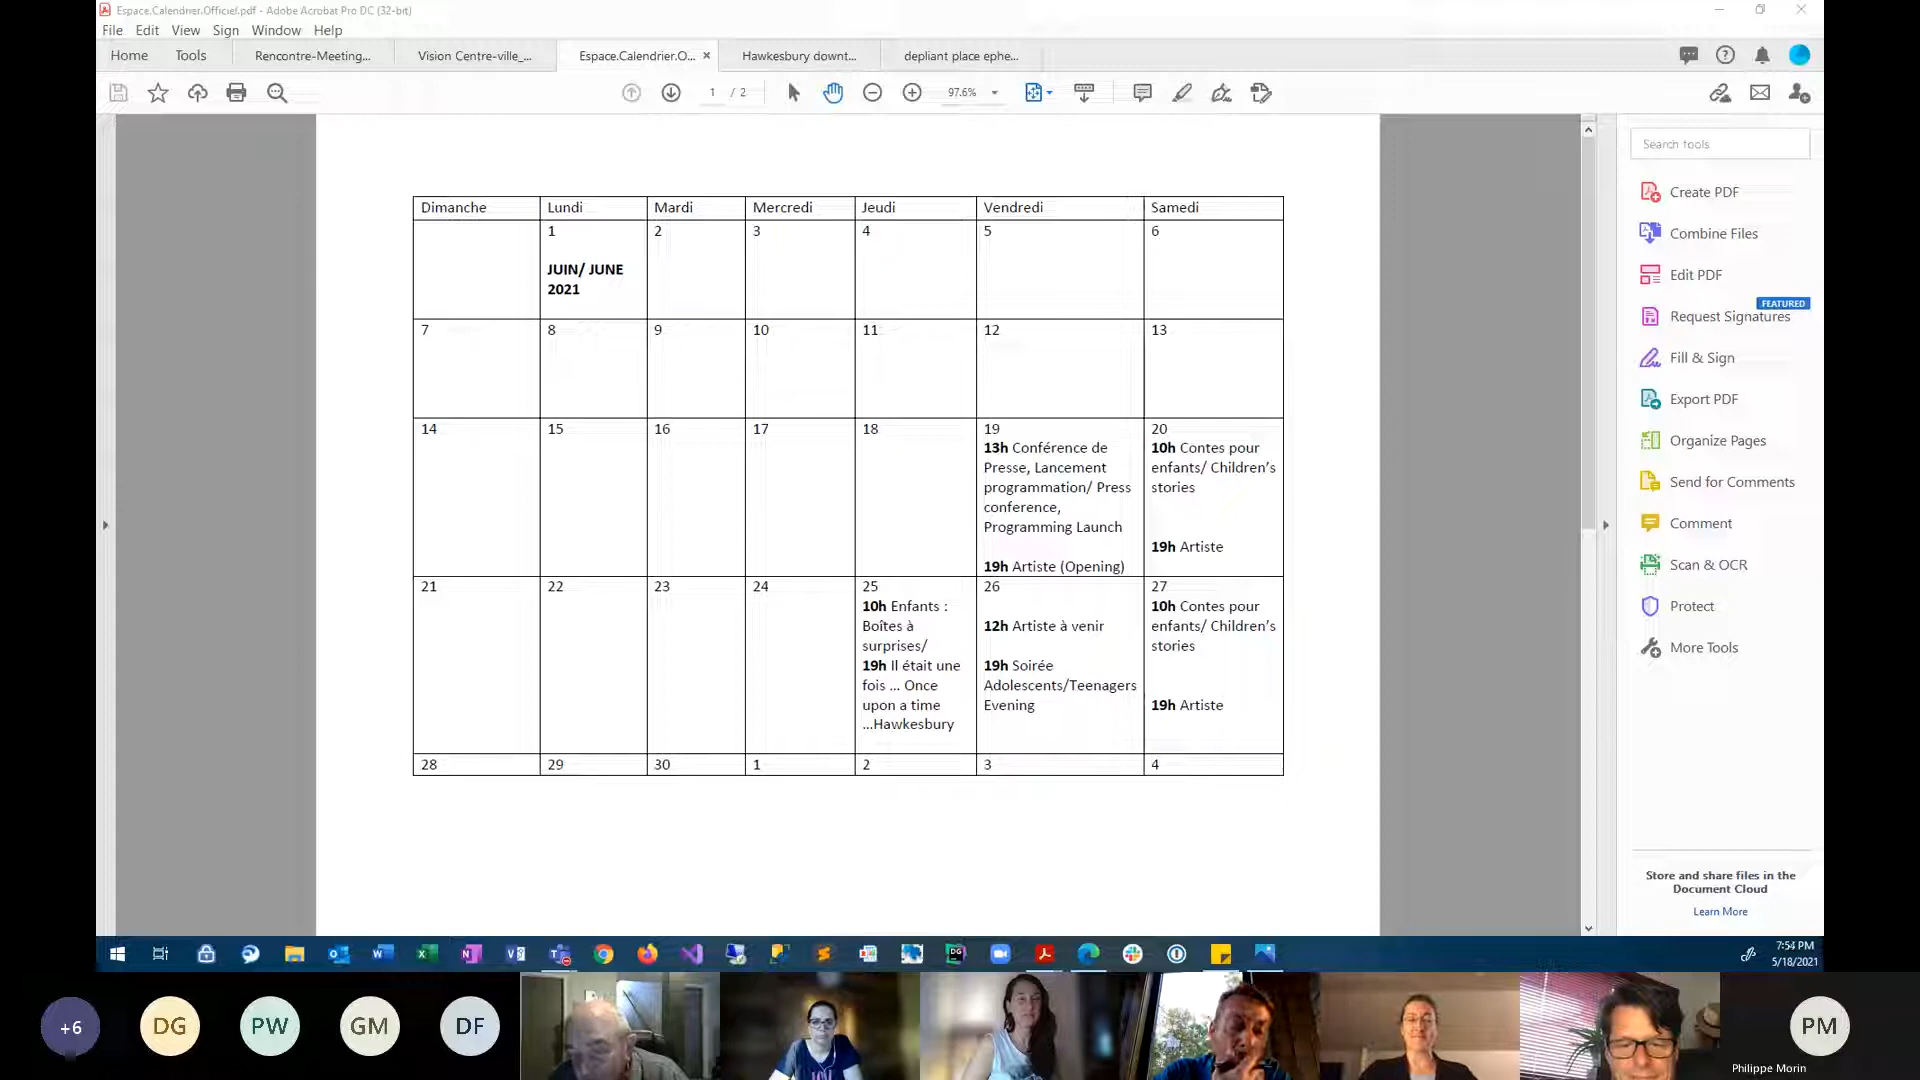 Espace.Calendrier.Officiel.pdf - Adobe Acrobat Pro DC (32-bit)
File Edit View Sign Window Help
Home Tools Rencontre-Meeting... Vision Centre-ville_... Espace.Calendrier.O... × Hawkesbury downt... depliant place ephe...
1 / 2 97.6%
Search tools
Create PDF
Combine Files
Edit PDF
FEATURED
Request Signatures
Fill & Sign
Export PDF
Organize Pages
Send for Comments
Comment
Scan & OCR
Protect
More Tools
Store and share files in the
Document Cloud
Learn More
Dimanche Lundi Mardi Mercredi Jeudi Vendredi Samedi
1 2 3 4 5 6
JUIN/ JUNE
2021
7 8 9 10 11 12 13
14 15 16 17 18
19
13h Conférence de
Presse, Lancement
programmation/ Press
conference,
Programming Launch
19h Artiste (Opening)
20
10h Contes pour
enfants/ Children's
stories
19h Artiste
21 22 23 24
25
10h Enfants :
Boîtes à
surprises/
19h Il était une
fois ... Once
upon a time
...Hawkesbury
26
12h Artiste à venir
19h Soirée
Adolescents/Teenagers
Evening
27
10h Contes pour
enfants/ Children's
stories
19h Artiste
28 29 30 1 2 3 4
7:54 PM
5/18/2021
+6 DG PW GM DF PM
Philippe Morin